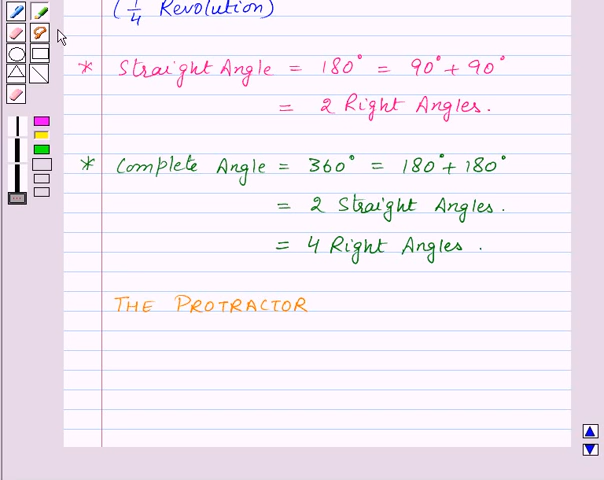 (1/4 Revolution)
* Straight Angle = 180° = 90° + 90°
= 2 Right Angles.
* Complete Angle = 360° = 180° + 180°
= 2 Straight Angles.
= 4 Right Angles.
THE PROTRACTOR